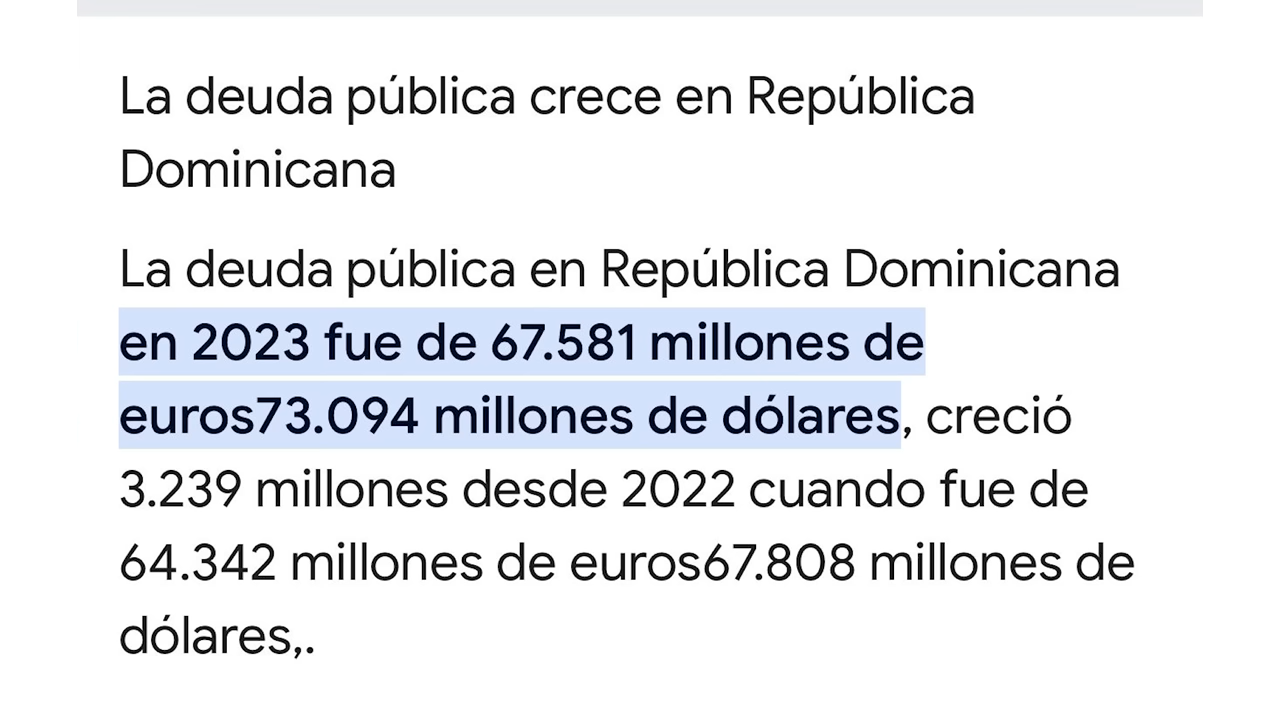 La deuda pública crece en República
Dominicana
La deuda pública en República Dominicana
en 2023 fue de 67.581 millones de
euros73.094 millones de dólares, creció
3.239 millones desde 2022 cuando fue de
64.342 millones de euros67.808 millones de
dólares,.